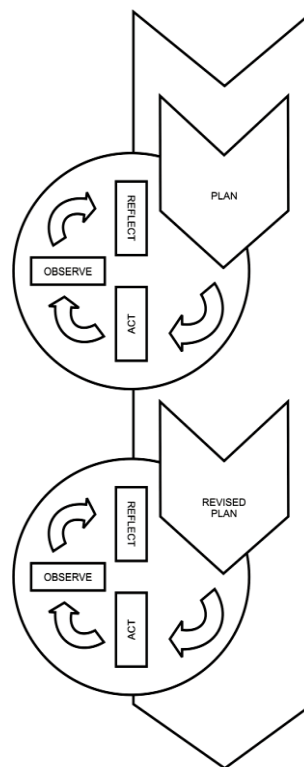 PLAN
REFLECT
OBSERVE
ACT
REVISED
PLAN
REFLECT
OBSERVE
ACT